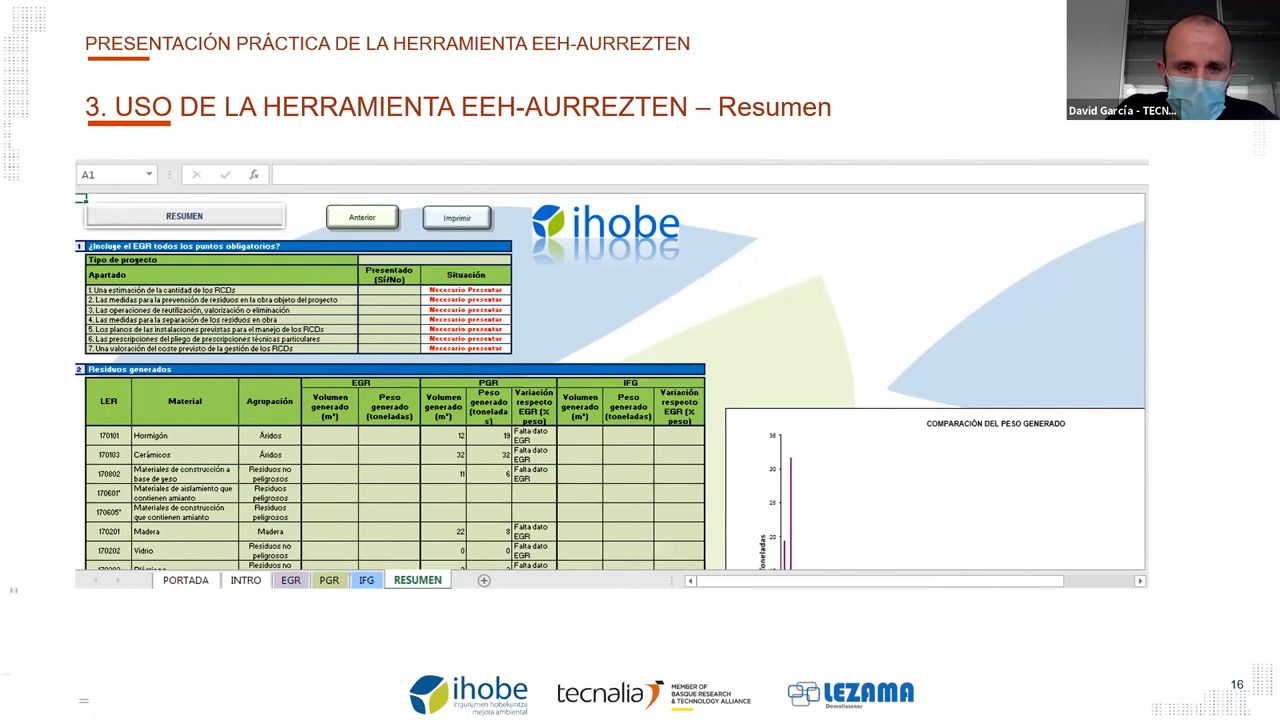 PRESENTACIÓN PRÁCTICA DE LA HERRAMIENTA EEH-AURREZTEN
3. USO DE LA HERRAMIENTA EEH-AURREZTEN – Resumen
David García - TECN...
A1
fx
RESUMEN
Anterior
Imprimir
ihobe
1 ¿Incluye el EGR todos los puntos obligatorios?
Tipo de proyecto
Apartado Presentado (Sí/No) Situación
1. Una estimación de la cantidad de los RCDs Necesario Presentar
2. Las medidas para la prevención de residuos en la obra objeto del proyecto Necesario presentar
3. Las operaciones de reutilización, valorización o eliminación Necesario presentar
4. Las medidas para la separación de los residuos en obra Necesario presentar
5. Los planos de las instalaciones previstas para el manejo de los RCDs Necesario presentar
6. Las prescripciones del pliego de prescripciones técnicas particulares Necesario presentar
7. Una valoración del coste previsto de la gestión de los RCDs Necesario presentar
2 Residuos generados
EGR PGR IFG
LER Material Agrupación Volumen generado (m³) Peso generado (toneladas) Volumen generado (m³) Peso generado (toneladas) Variación respecto EGR (% peso) Volumen generado (m³) Peso generado (toneladas) Variación respecto EGR (% peso)
170101 Hormigón Áridos 12 19 Falta dato EGR
170103 Cerámicos Áridos 32 32 Falta dato EGR
170802 Materiales de construcción a base de yeso Residuos no peligrosos 11 6 Falta dato EGR
170601* Materiales de aislamiento que contienen amianto Residuos peligrosos
170605* Materiales de construcción que contienen amianto Residuos peligrosos
170201 Madera Madera 22 8 Falta dato EGR
170202 Vidrio Residuos no peligrosos 0 0 Falta dato EGR
Residuos no
Falta dato
COMPARACIÓN DEL PESO GENERADO
35
30
25
20
Toneladas
PORTADA INTRO EGR PGR IFG RESUMEN
ihobe
ingurumen hobekuntza
mejora ambiental
tecnalia
MEMBER OF
BASQUE RESEARCH
& TECHNOLOGY ALLIANCE
LEZAMA
Demoliciones
16